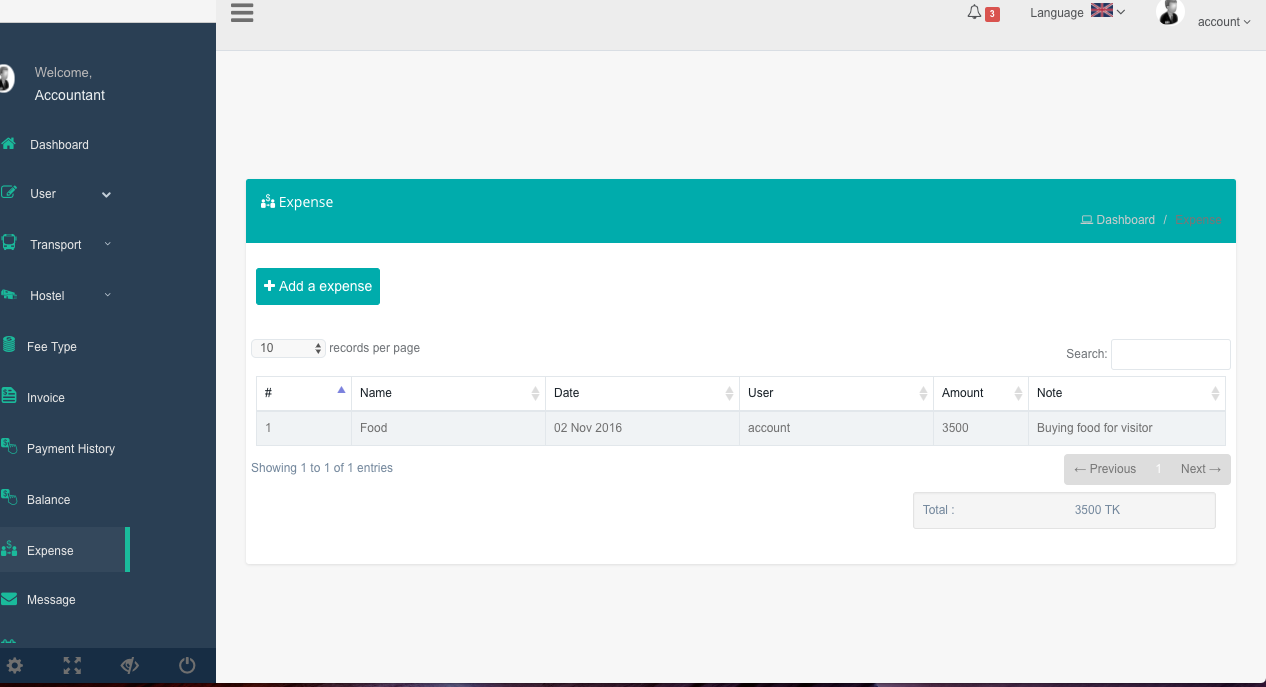 3
Language
account
Welcome,
Accountant
Dashboard
User
Transport
Hostel
Fee Type
Invoice
Payment History
Balance
Expense
Message
Expense
Dashboard / Expense
+ Add a expense
10 records per page
Search:
# Name Date User Amount Note
1 Food 02 Nov 2016 account 3500 Buying food for visitor
Showing 1 to 1 of 1 entries
← Previous 1 Next →
Total : 3500 TK